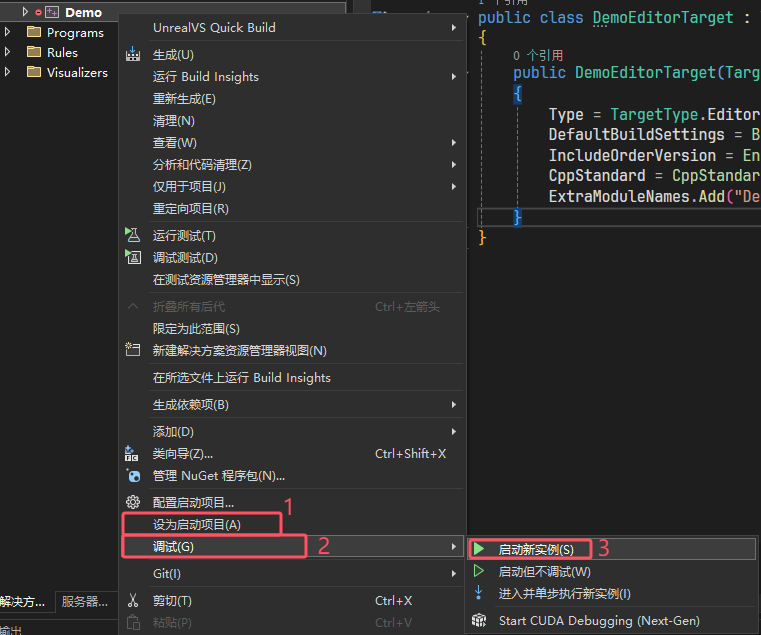 Demo
Programs
Rules
Visualizers
UnrealVS Quick Build
生成(U)
运行 Build Insights
重新生成(E)
清理(N)
查看(W)
分析和代码清理(Z)
仅用于项目(J)
重定向项目(R)
运行测试(T)
调试测试(D)
在测试资源管理器中显示(S)
折叠所有后代 Ctrl+左箭头
限定为此范围(S)
新建解决方案资源管理器视图(N)
在所选文件上运行 Build Insights
生成依赖项(B)
添加(D)
类向导(Z)... Ctrl+Shift+X
管理 NuGet 程序包(N)...
配置启动项目...
1
设为启动项目(A)
调试(G)
2
Git(I)
剪切(T) Ctrl+X
粘贴(P) Ctrl+V
启动新实例(S)
3
启动但不调试(W)
进入并单步执行新实例(I)
Start CUDA Debugging (Next-Gen)
public class DemoEditorTarget :
{
0 个引用
public DemoEditorTarget(Targ
{
Type = TargetType.Editor
DefaultBuildSettings = B
IncludeOrderVersion = En
CppStandard = CppStandar
ExtraModuleNames.Add("De
}
}
解决方... 服务器...